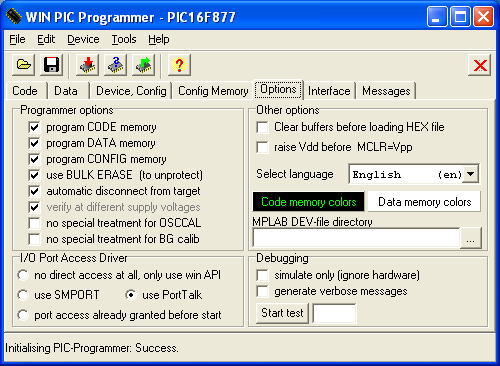 WIN PIC Programmer - PIC16F877
File Edit Device Tools Help
?
Code Data Device, Config Config Memory Options Interface Messages
Programmer options
program CODE memory
program DATA memory
program CONFIG memory
use BULK ERASE (to unprotect)
automatic disconnect from target
verify at different supply voltages
no special treatment for OSCCAL
no special treatment for BG calib
Other options
Clear buffers before loading HEX file
raise Vdd before MCLR=Vpp
Select language English (en)
Code memory colors Data memory colors
MPLAB DEV-file directory
...
I/O Port Access Driver
no direct access at all, only use win API
use SMPORT use PortTalk
port access already granted before start
Debugging
simulate only (ignore hardware)
generate verbose messages
Start test
Initialising PIC-Programmer: Success.